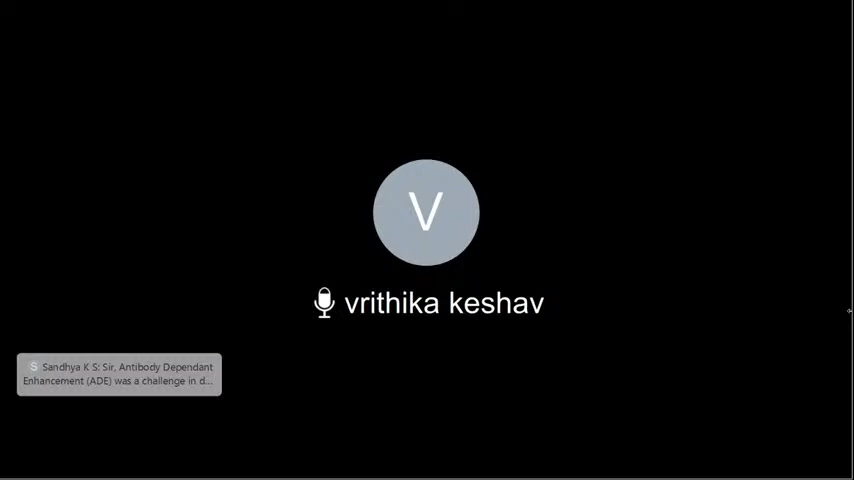 V
vrithika keshav
S Sandhya K S: Sir, Antibody Dependant
Enhancement (ADE) was a challenge in d...